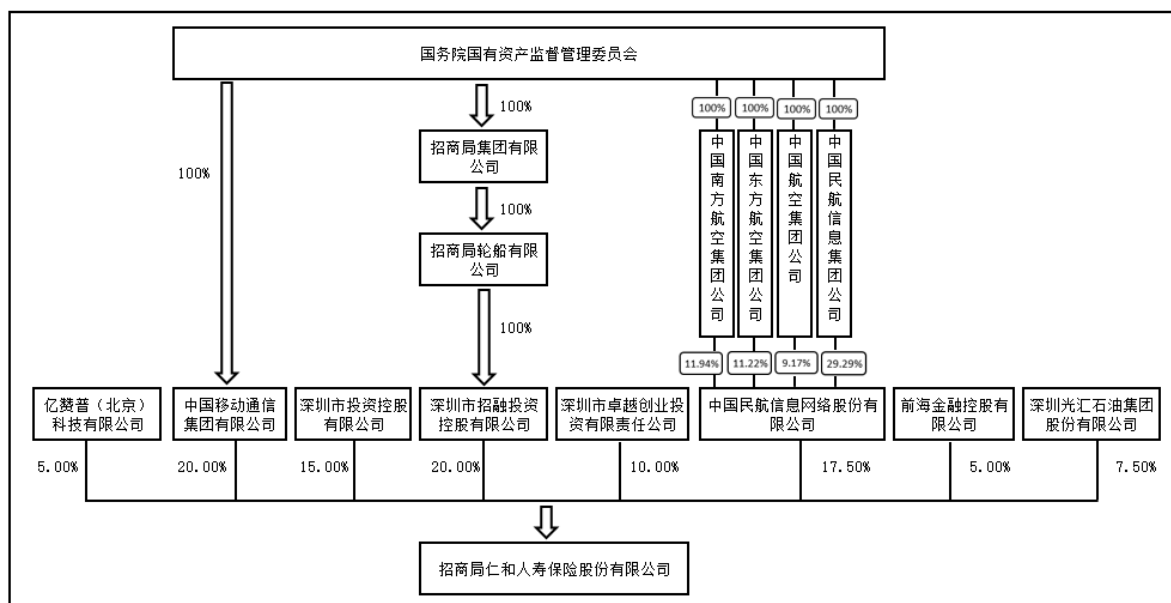 国务院国有资产监督管理委员会
100%
100%
100%
100%
100%
100%
招商局集团有限
公司
中国南方航空集团公司
中国东方航空集团公司
中国航空集团公司
中国民航信息集团公司
100%
招商局轮船有限
公司
100%
11.94%
11.22%
9.17%
29.29%
亿赞普（北京）
科技有限公司
中国移动通信
集团有限公司
深圳市投资控股
有限公司
深圳市招融投资
控股有限公司
深圳市卓越创业投
资有限责任公司
中国民航信息网络股份有
限公司
前海金融控股有
限公司
深圳光汇石油集团
股份有限公司
5.00%
20.00%
15.00%
20.00%
10.00%
17.50%
5.00%
7.50%
招商局仁和人寿保险股份有限公司